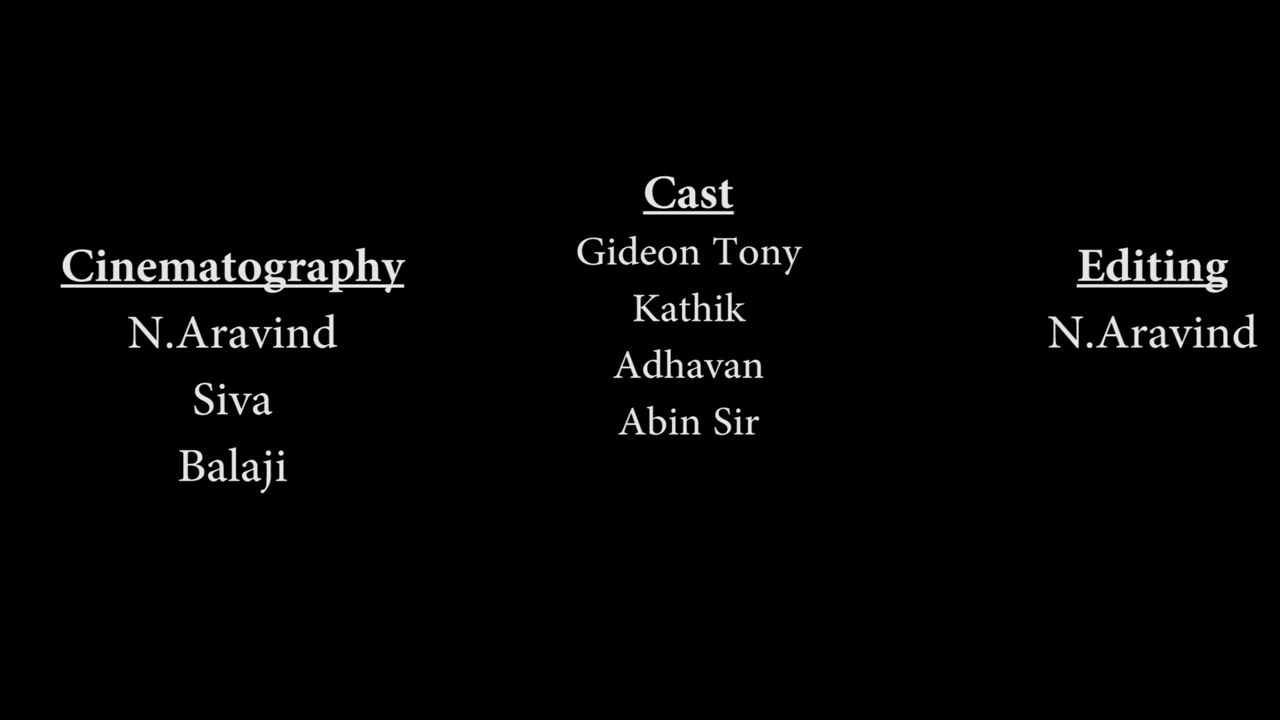 Cinematography
N.Aravind
Siva
Balaji
Cast
Gideon Tony
Kathik
Adhavan
Abin Sir
Editing
N.Aravind